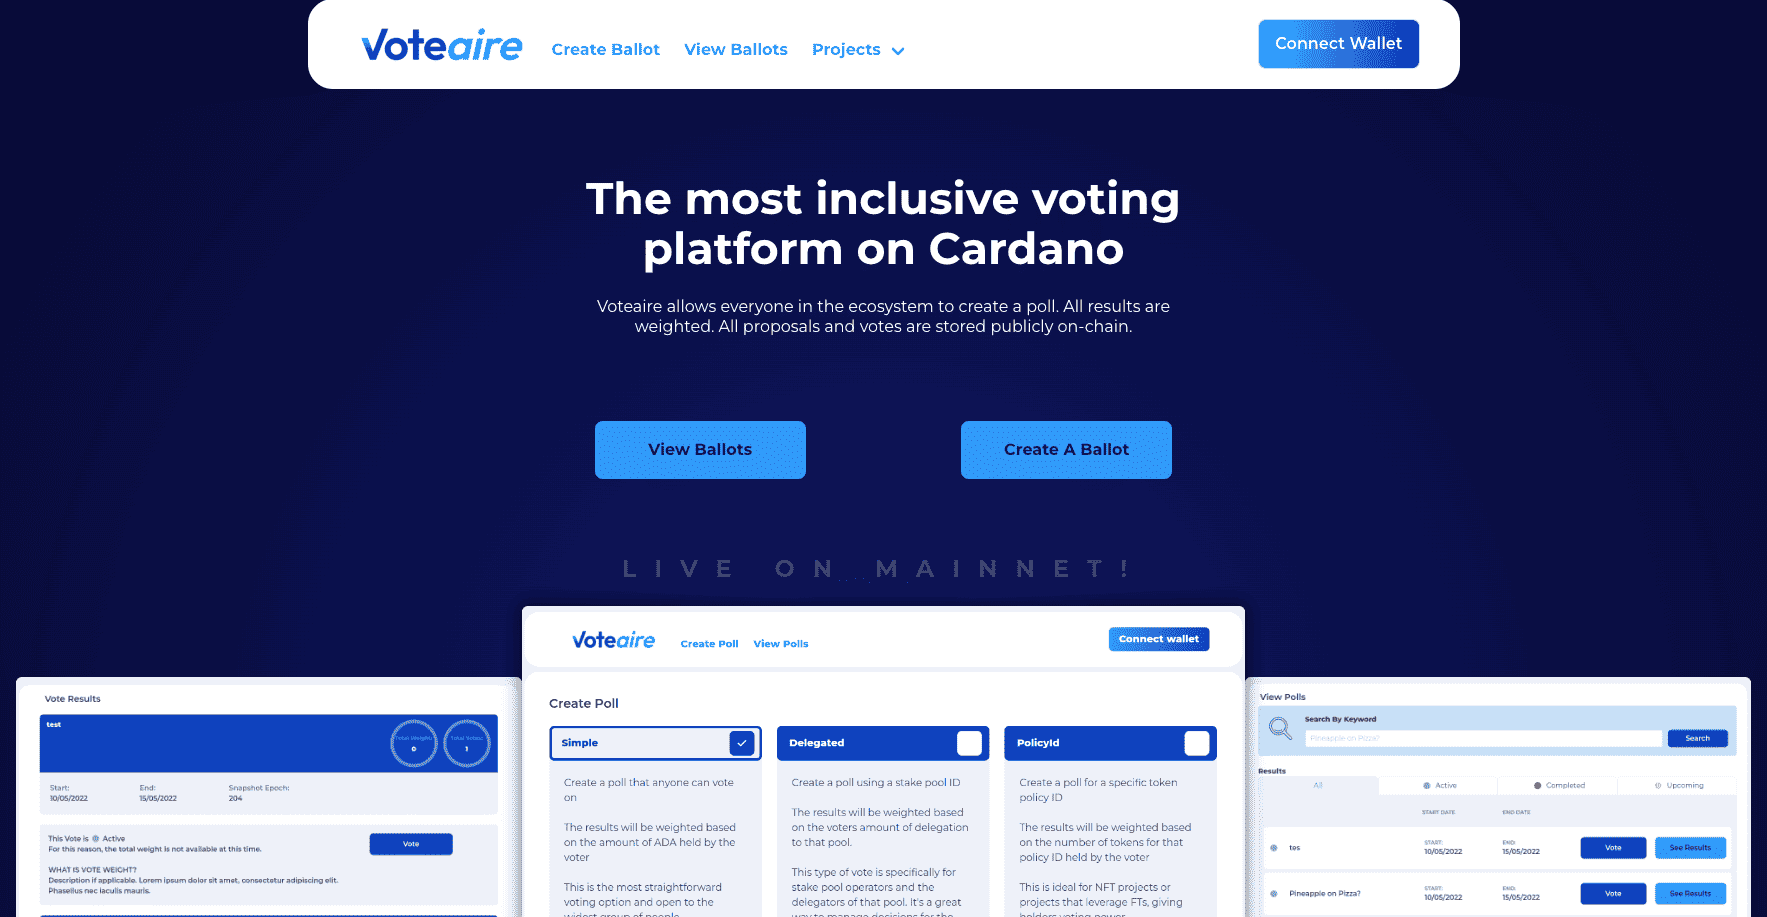 Voteaire
Create Ballot
View Ballots
Projects
Connect Wallet
The most inclusive voting
platform on Cardano
Voteaire allows everyone in the ecosystem to create a poll. All results are
weighted. All proposals and votes are stored publicly on-chain.
View Ballots
Create A Ballot
LIVE ON MAINNET!
Vote Results
test
Total Weight:
0
Total Votes:
1
Start:
10/05/2022
End:
15/05/2022
Snapshot Epoch:
204
This Vote is Active
For this reason, the total weight is not available at this time.
Vote
WHAT IS VOTE WEIGHT?
Description if applicable. Lorem ipsum dolor sit amet, consectetur adipiscing elit.
Phasellus nec iaculis mauris.
Voteaire
Create Poll
View Polls
Connect wallet
Create Poll
Simple
Create a poll that anyone can vote
on
The results will be weighted based
on the amount of ADA held by the
voter
This is the most straightforward
voting option and open to the
widest group of people
Delegated
Create a poll using a stake pool ID
The results will be weighted based
on the voters amount of delegation
to that pool.
This type of vote is specifically for
stake pool operators and the
delegators of that pool. It's a great
way to manage decisions for the
PolicyId
Create a poll for a specific token
policy ID
The results will be weighted based
on the number of tokens for that
policy ID held by the voter
This is ideal for NFT projects or
projects that leverage FTs, giving
holders voting power
View Polls
Search By Keyword
Pineapple on Pizza?
Search
Results
All
Active
Completed
Upcoming
START DATE
END DATE
tes
START:
10/05/2022
END:
15/05/2022
Vote
See Results
Pineapple on Pizza?
START:
10/05/2022
END:
15/05/2022
Vote
See Results